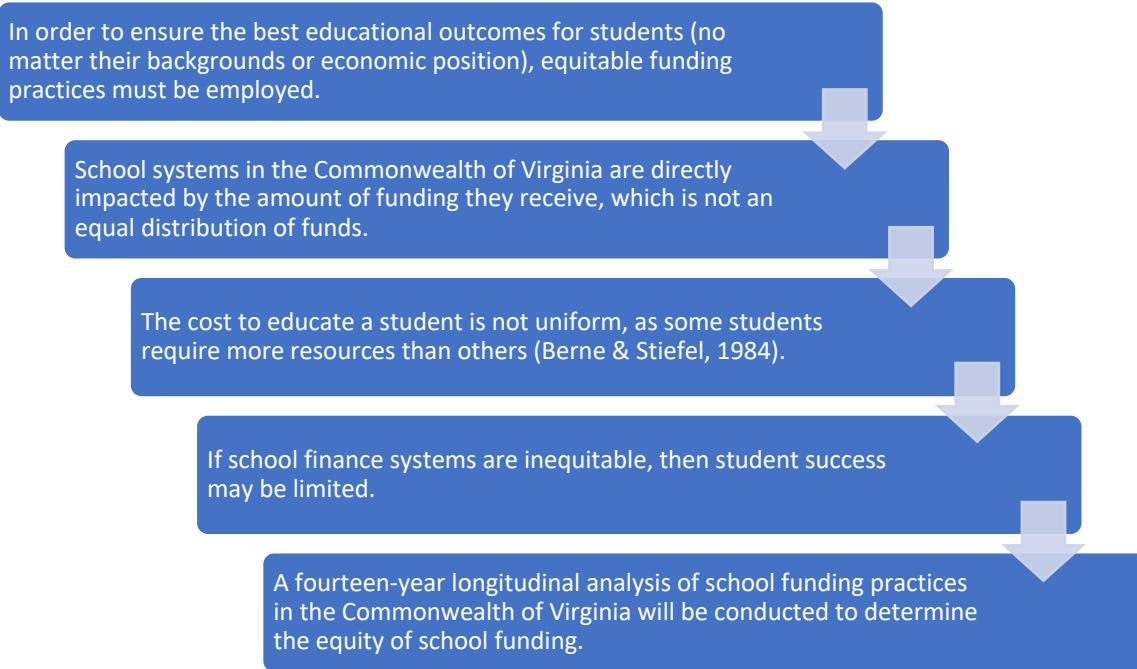 In order to ensure the best educational outcomes for students (no
matter their backgrounds or economic position), equitable funding
practices must be employed.
School systems in the Commonwealth of Virginia are directly
impacted by the amount of funding they receive, which is not an
equal distribution of funds.
The cost to educate a student is not uniform, as some students
require more resources than others (Berne & Stiefel, 1984).
If school finance systems are inequitable, then student success
may be limited.
A fourteen-year longitudinal analysis of school funding practices
in the Commonwealth of Virginia will be conducted to determine
the equity of school funding.